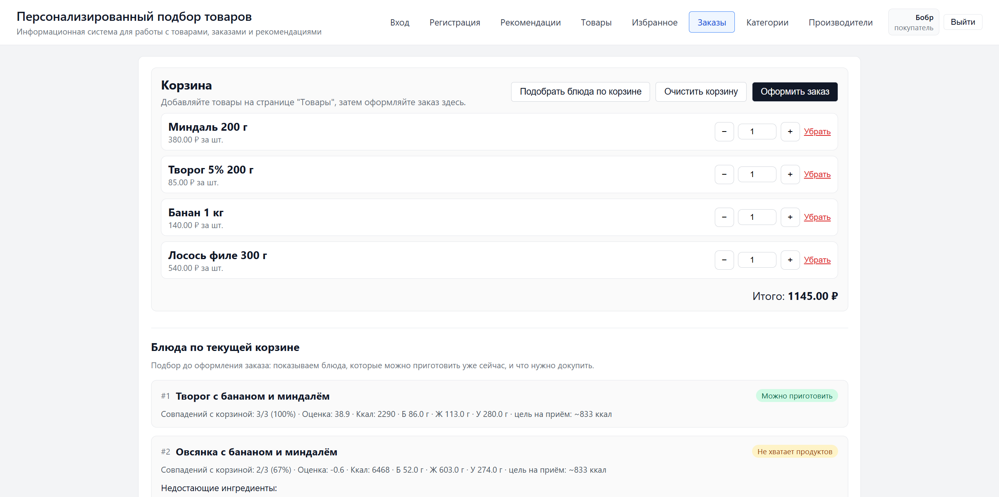 Персонализированный подбор товаров
Информационная система для работы с товарами, заказами и рекомендациями
Вход Регистрация Рекомендации Товары Избранное Заказы Категории Производители
Бобр
покупатель
Выйти
Корзина
Добавляйте товары на странице "Товары", затем оформляйте заказ здесь.
Подобрать блюда по корзине Очистить корзину Оформить заказ
Миндаль 200 г
380.00 ₽ за шт.
− 1 + Убрать
Творог 5% 200 г
85.00 ₽ за шт.
− 1 + Убрать
Банан 1 кг
140.00 ₽ за шт.
− 1 + Убрать
Лосось филе 300 г
540.00 ₽ за шт.
− 1 + Убрать
Итого: 1145.00 ₽
Блюда по текущей корзине
Подбор до оформления заказа: показываем блюда, которые можно приготовить уже сейчас, и что нужно докупить.
#1 Творог с бананом и миндалём
Можно приготовить
Совпадений с корзиной: 3/3 (100%) · Оценка: 38.9 · Ккал: 2290 · Б 86.0 г · Ж 113.0 г · У 280.0 г · цель на приём: ~833 ккал
#2 Овсянка с бананом и миндалём
Не хватает продуктов
Совпадений с корзиной: 2/3 (67%) · Оценка: -0.6 · Ккал: 6468 · Б 52.0 г · Ж 603.0 г · У 274.0 г · цель на приём: ~833 ккал
Недостающие ингредиенты: